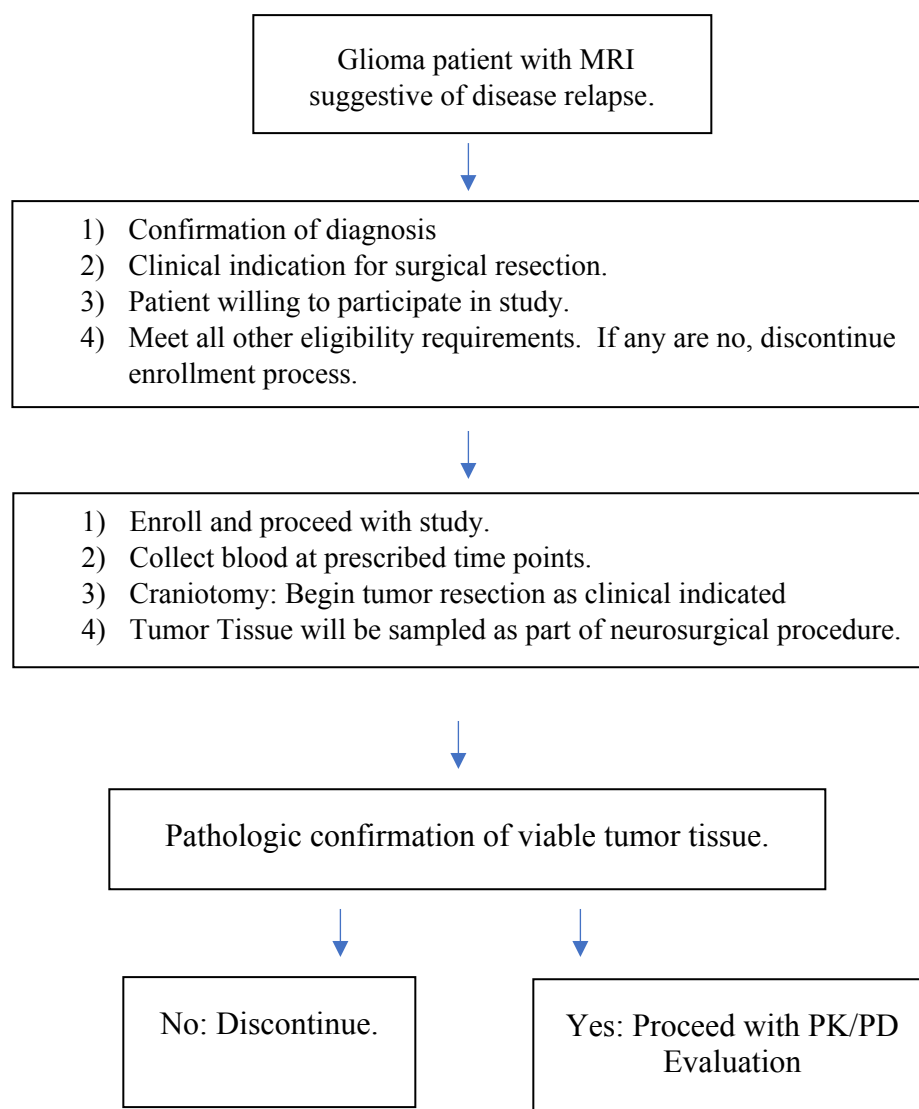 Glioma patient with MRI
suggestive of disease relapse.
1) Confirmation of diagnosis
2) Clinical indication for surgical resection.
3) Patient willing to participate in study.
4) Meet all other eligibility requirements. If any are no, discontinue
enrollment process.
1) Enroll and proceed with study.
2) Collect blood at prescribed time points.
3) Craniotomy: Begin tumor resection as clinical indicated
4) Tumor Tissue will be sampled as part of neurosurgical procedure.
Pathologic confirmation of viable tumor tissue.
No: Discontinue.
Yes: Proceed with PK/PD
Evaluation